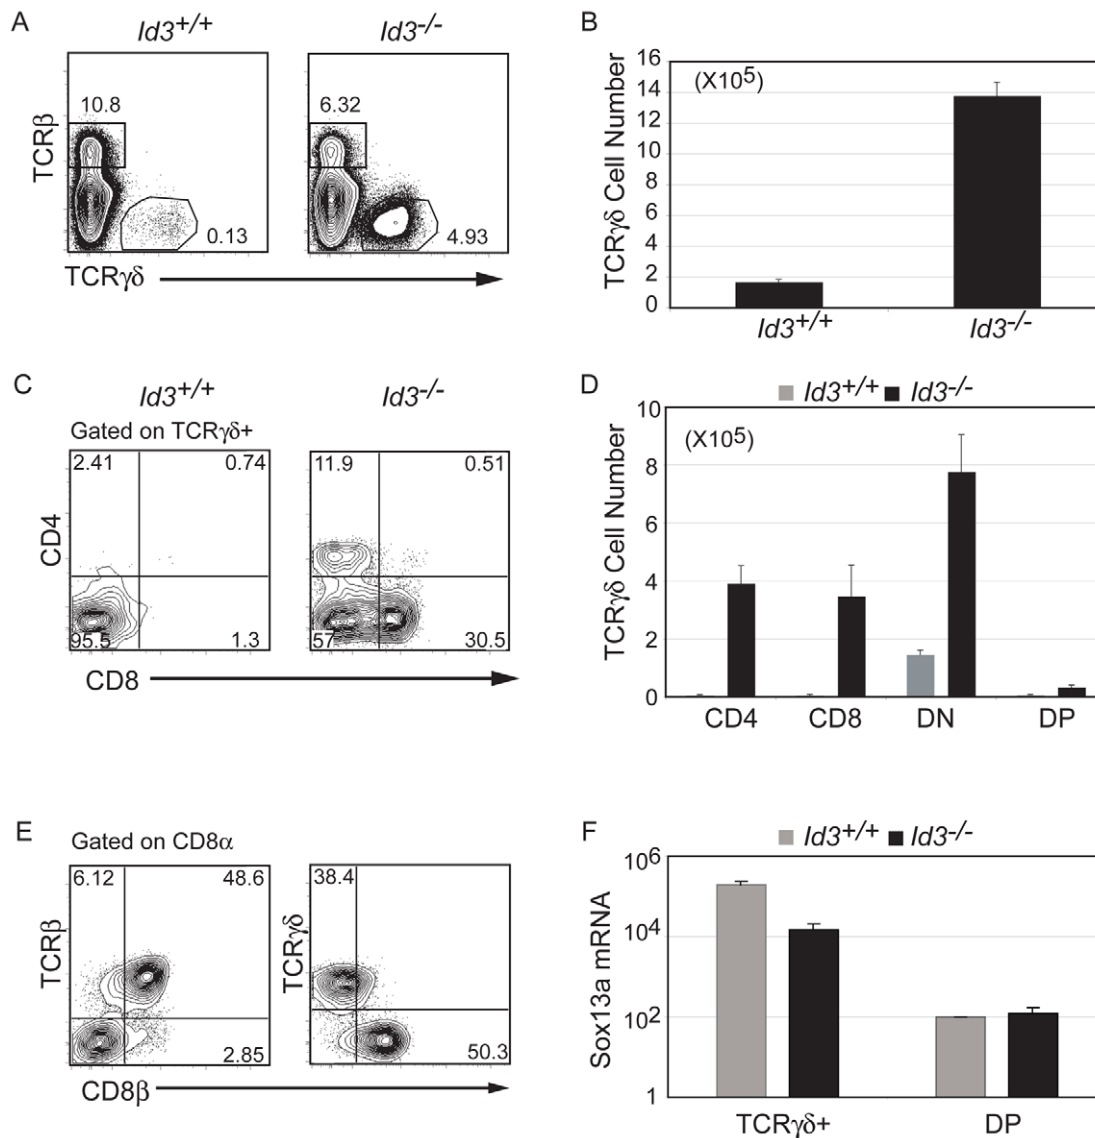 A
Id3+/+
Id3-/-
TCRβ
10.8
0.13
6.32
4.93
TCRγδ
B
TCRγδ Cell Number
(X10⁵)
16
14
12
10
8
6
4
2
0
Id3+/+
Id3-/-
C
Id3+/+
Id3-/-
Gated on TCRγδ+
CD4
2.41
0.74
95.5
1.3
11.9
0.51
57
30.5
CD8
D
Id3+/+
Id3-/-
TCRγδ Cell Number
(X10⁵)
10
8
6
4
2
0
CD4
CD8
DN
DP
E
Gated on CD8α
TCRβ
6.12
48.6
2.85
TCRγδ
38.4
50.3
CD8β
F
Id3+/+
Id3-/-
Sox13a mRNA
10⁶
10⁴
10²
1
TCRγδ+
DP